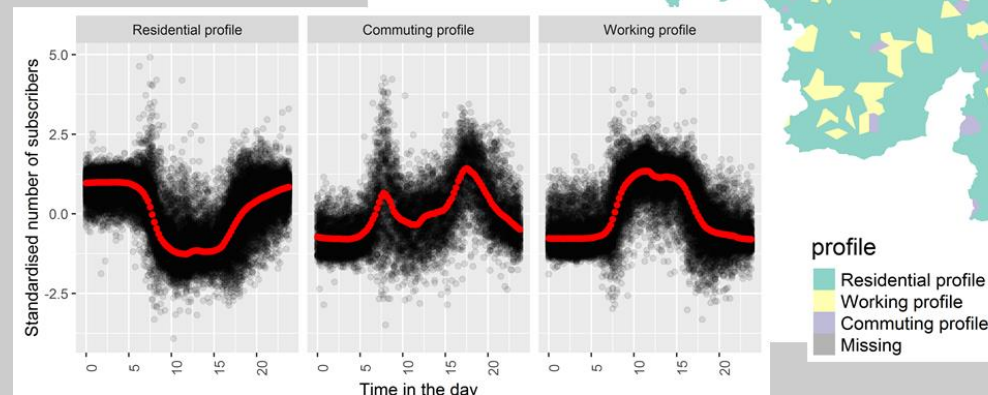 Residential profile
Commuting profile
Working profile
Standardised number of subscribers
5.0
2.5
0.0
-2.5
0 5 10 15 20
0 5 10 15 20
0 5 10 15 20
Time in the day
profile
Residential profile
Working profile
Commuting profile
Missing